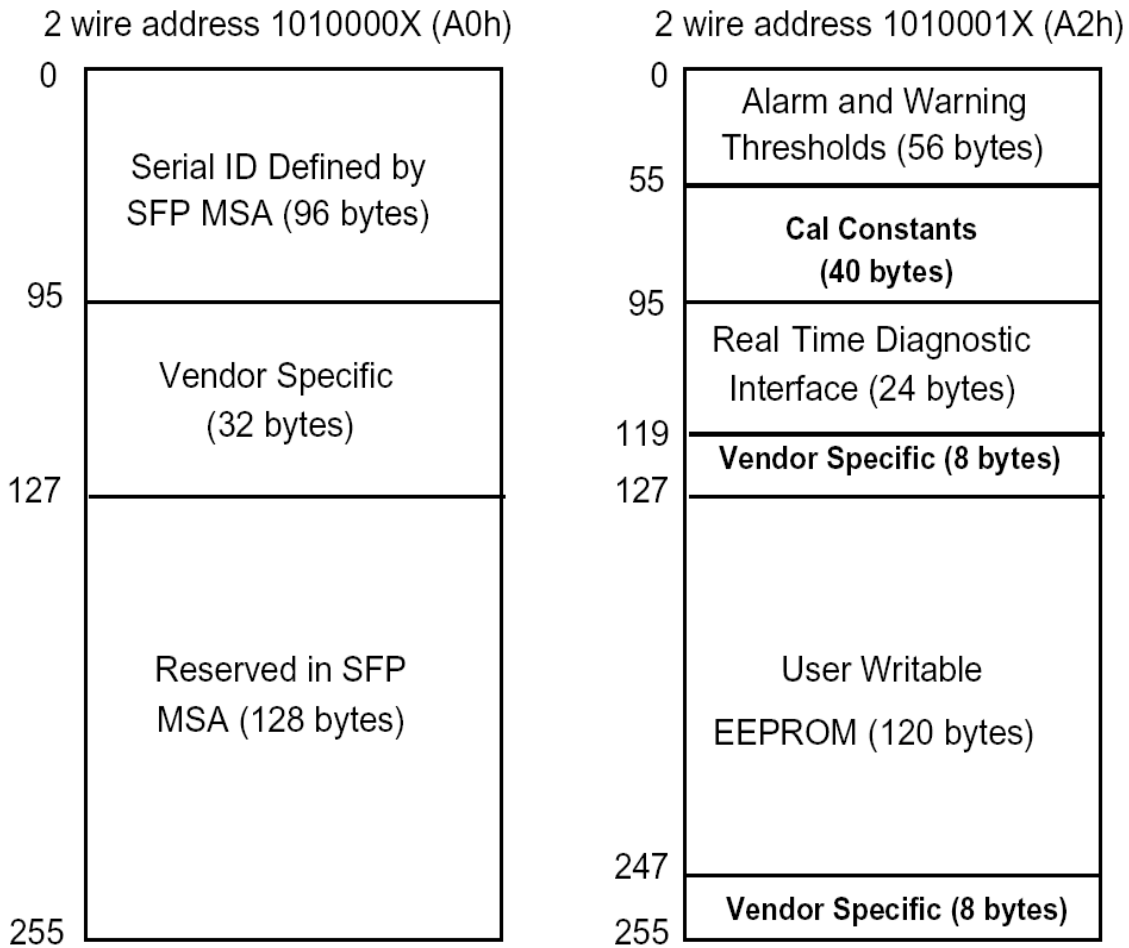 2 wire address 1010000X (A0h)
0
Serial ID Defined by
SFP MSA (96 bytes)
95
Vendor Specific
(32 bytes)
127
Reserved in SFP
MSA (128 bytes)
255
2 wire address 1010001X (A2h)
0
Alarm and Warning
Thresholds (56 bytes)
55
Cal Constants
(40 bytes)
95
Real Time Diagnostic
Interface (24 bytes)
119
Vendor Specific (8 bytes)
127
User Writable
EEPROM (120 bytes)
247
Vendor Specific (8 bytes)
255